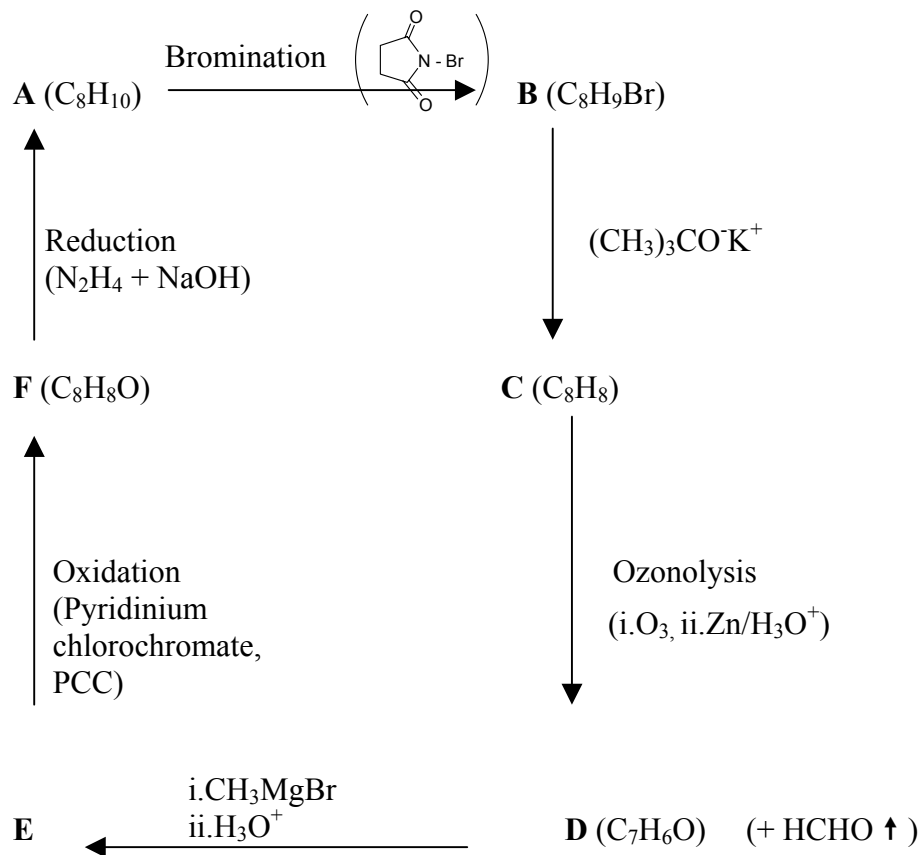 Bromination
O
N - Br
O
A (C₈H₁₀)
B (C₈H₉Br)
Reduction
(N₂H₄ + NaOH)
(CH₃)₃CO⁻K⁺
F (C₈H₈O)
C (C₈H₈)
Oxidation
(Pyridinium
chlorochromate,
PCC)
Ozonolysis
(i.O₃, ii.Zn/H₃O⁺)
i.CH₃MgBr
ii.H₃O⁺
E
D (C₇H₆O) (+ HCHO ↑ )